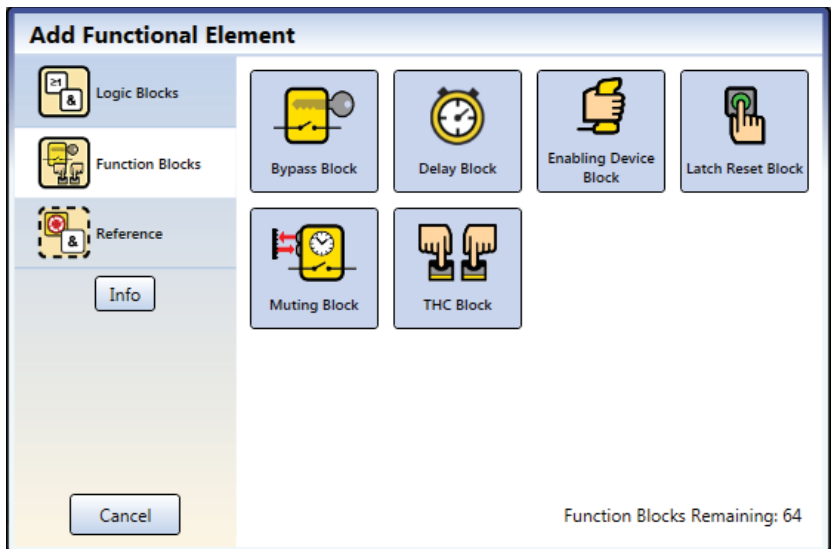 Add Functional Element
≥1
&
Logic Blocks
Function Blocks
&
Reference
Info
Cancel
Bypass Block
Delay Block
Enabling Device
Block
Latch Reset Block
Muting Block
THC Block
Function Blocks Remaining: 64